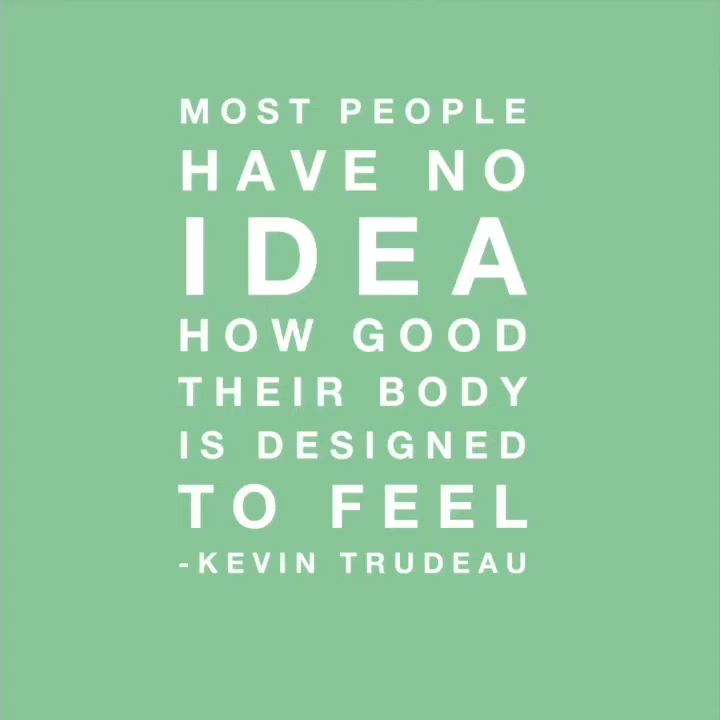 MOST PEOPLE
HAVE NO
IDEA
HOW GOOD
THEIR BODY
IS DESIGNED
TO FEEL
-KEVIN TRUDEAU